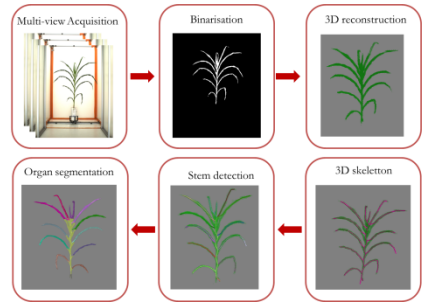 Multi-view Acquisition
Binarisation
3D reconstruction
Organ segmentation
Stem detection
3D skeletton